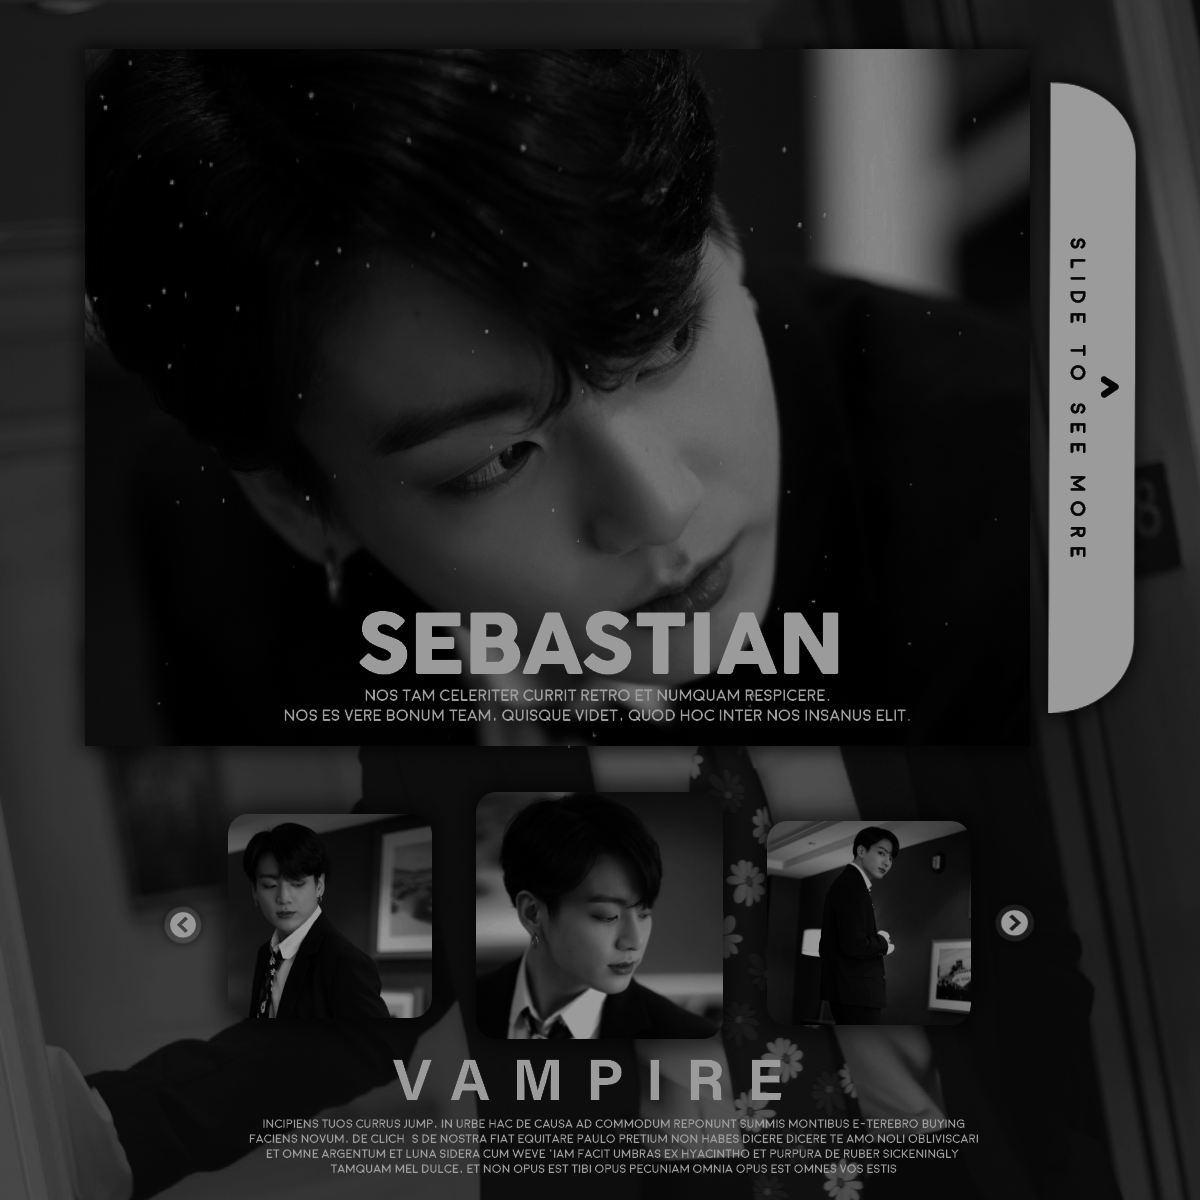 SLIDE TO SEE MORE
SEBASTIAN
NOS TAM CELERITER CURRIT RETRO ET NUMQUAM RESPICERE.
NOS ES VERE BONUM TEAM. QUISQUE VIDET. QUOD HOC INTER NOS INSANUS ELIT.
8
VAMPIRE
INCIPIENS TUOS CURRUS JUMP. IN URBE HAC DE CAUSA AD COMMODUM REPONUNT SUMMIS MONTIBUS E-TEREBRO BUYING
FACIENS NOVUM. DE CLICH S DE NOSTRA FIAT EQUITARE PAULO PRETIUM NON HABES DICERE DICERE TE AMO NOLI OBLIVISCARI
ET OMNE ARGENTUM ET LUNA SIDERA CUM WEVE 'IAM FACIT UMBRAS EX HYACINTHO ET PURPURA DE RUBER SICKENINGLY
TAMQUAM MEL DULCE. ET NON OPUS EST TIBI OPUS PECUNIAM OMNIA OPUS EST OMNES VOS ESTIS